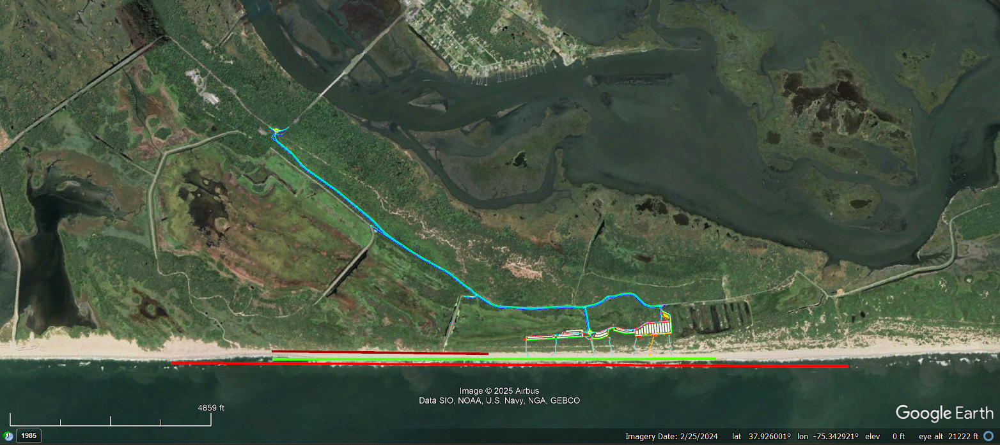 Image © 2025 Airbus
Data SIO, NOAA, U.S. Navy, NGA, GEBCO
4859 ft
Google Earth
1985
Imagery Date: 2/25/2024 lat 37.926001° lon -75.342921° elev 0 ft eye alt 21222 ft